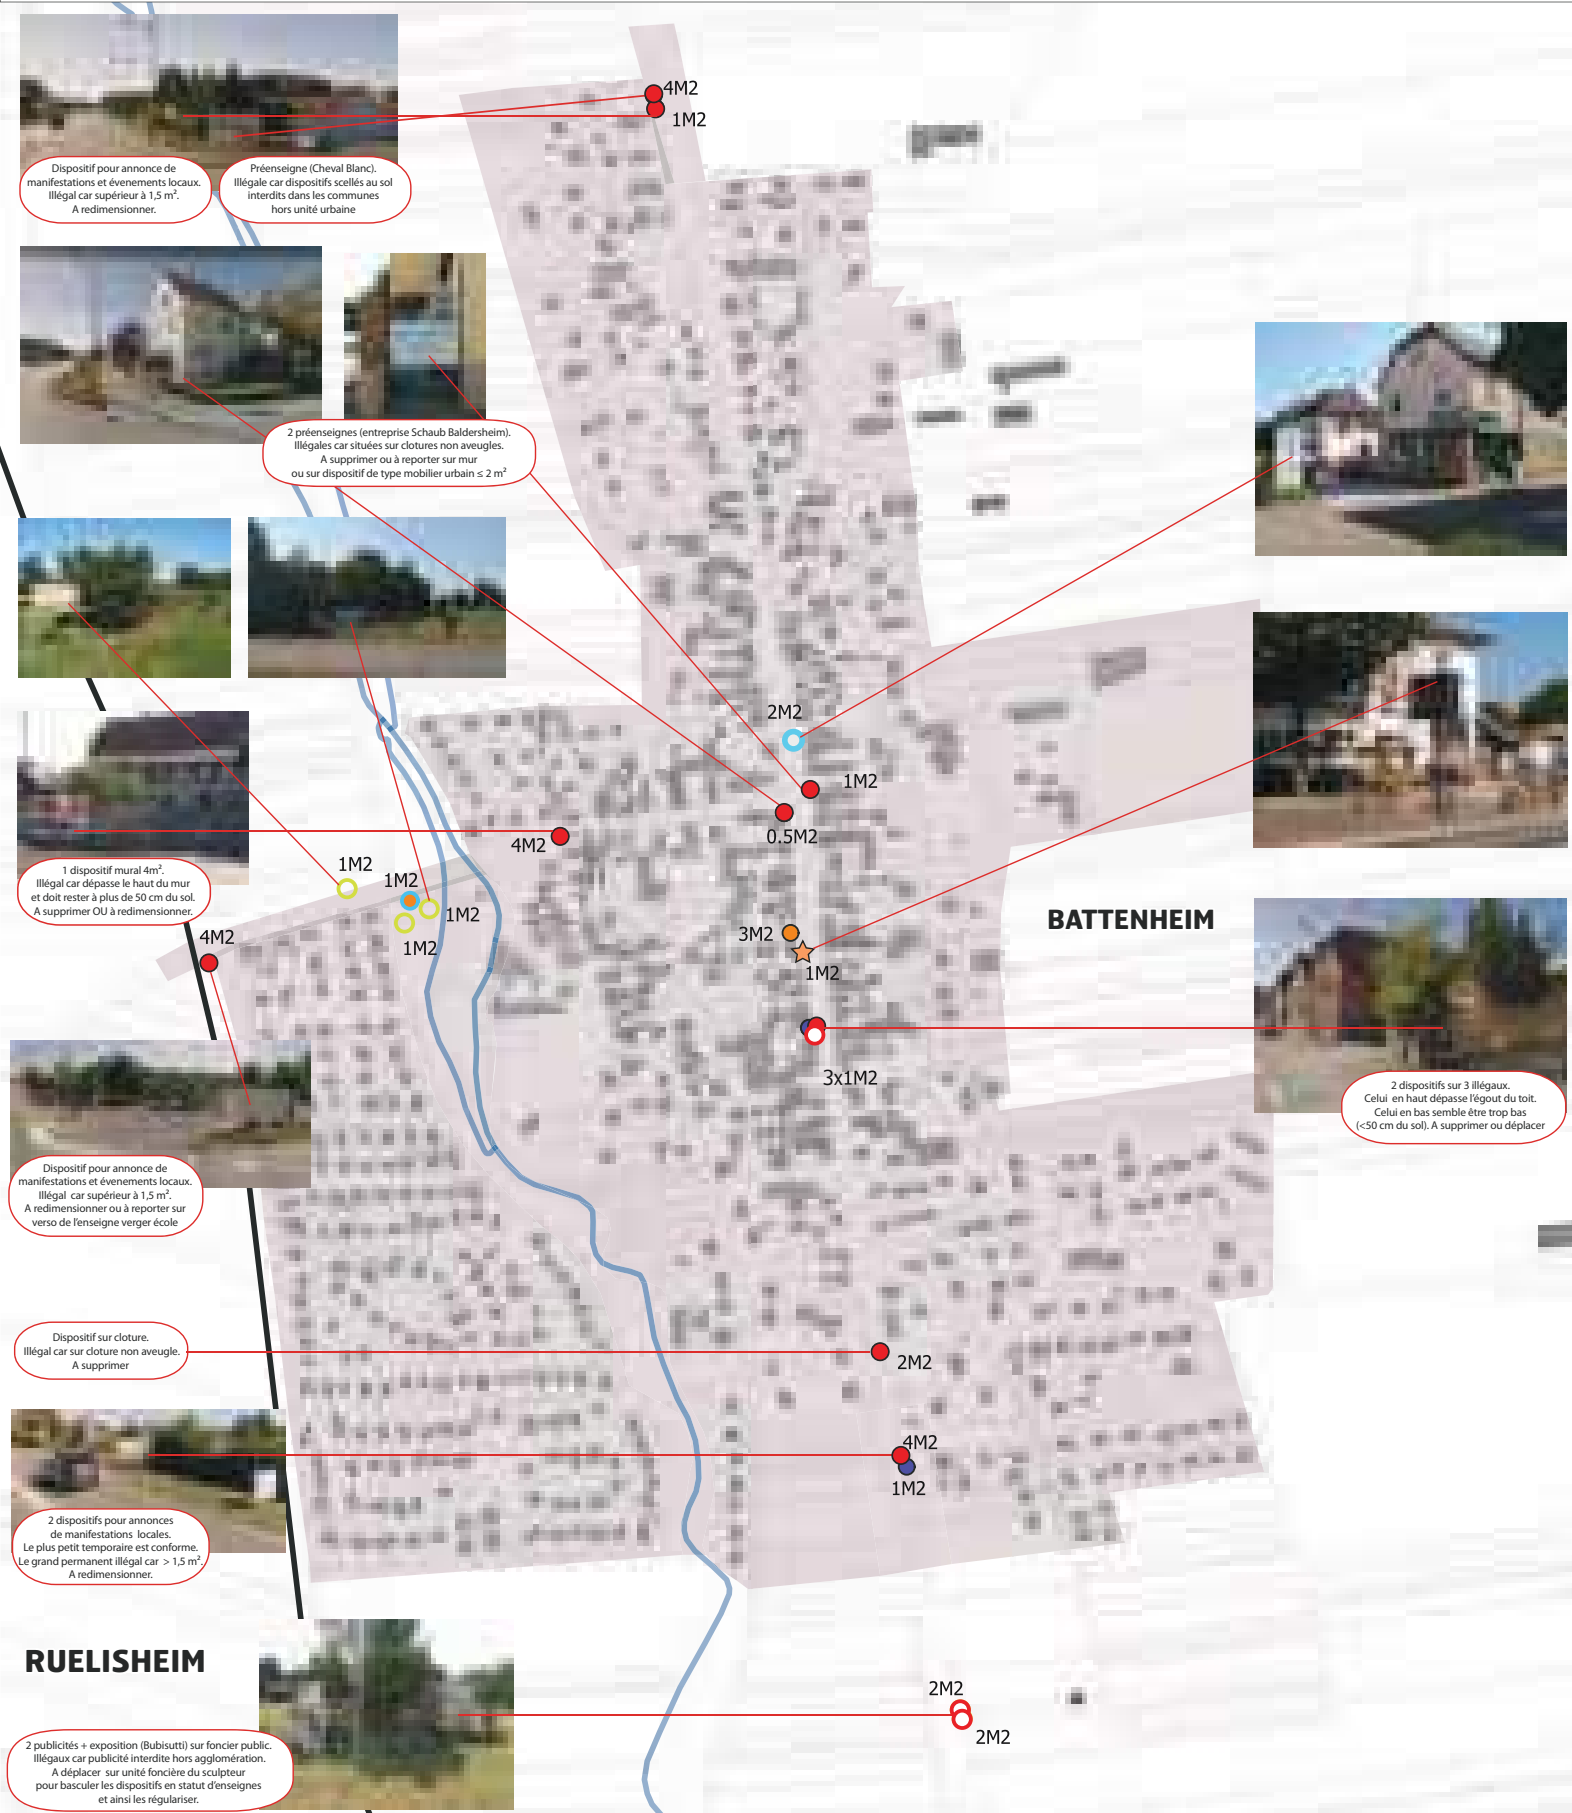 4M2
1M2
Dispositif pour annonce de
manifestations et évenements locaux.
Illégal car supérieur à 1,5 m².
A redimensionner.
Préenseigne (Cheval Blanc).
Illégale car dispositifs scellés au sol
interdits dans les communes
hors unité urbaine
2 préenseignes (entreprise Schaub Baldersheim).
Illégales car situées sur clotures non aveugles.
A supprimer ou à reporter sur mur
ou sur dispositif de type mobilier urbain ≤ 2 m²
2M2
1M2
0.5M2
4M2
1 dispositif mural 4m².
Illégal car dépasse le haut du mur
et doit rester à plus de 50 cm du sol.
A supprimer OU à redimensionner.
1M2
1M2
1M2
1M2
4M2
3M2
1M2
BATTENHEIM
3x1M2
2 dispositifs sur 3 illégaux.
Celui en haut dépasse l'égout du toit.
Celui en bas semble être trop bas
(<50 cm du sol). A supprimer ou déplacer
Dispositif pour annonce de
manifestations et évenements locaux.
Illégal car supérieur à 1,5 m².
A redimensionner ou à reporter sur
verso de l'enseigne verger école
Dispositif sur cloture.
Illégal car sur cloture non aveugle.
A supprimer
2M2
4M2
1M2
2 dispositifs pour annonces
de manifestations locales.
Le plus petit temporaire est conforme.
Le grand permanent illégal car > 1,5 m².
A redimensionner.
RUELISHEIM
2M2
2M2
2 publicités + exposition (Bubisutti) sur foncier public.
Illégaux car publicité interdite hors agglomération.
A déplacer sur unité foncière du sculpteur
pour basculer les dispositifs en statut d'enseignes
et ainsi les régulariser.